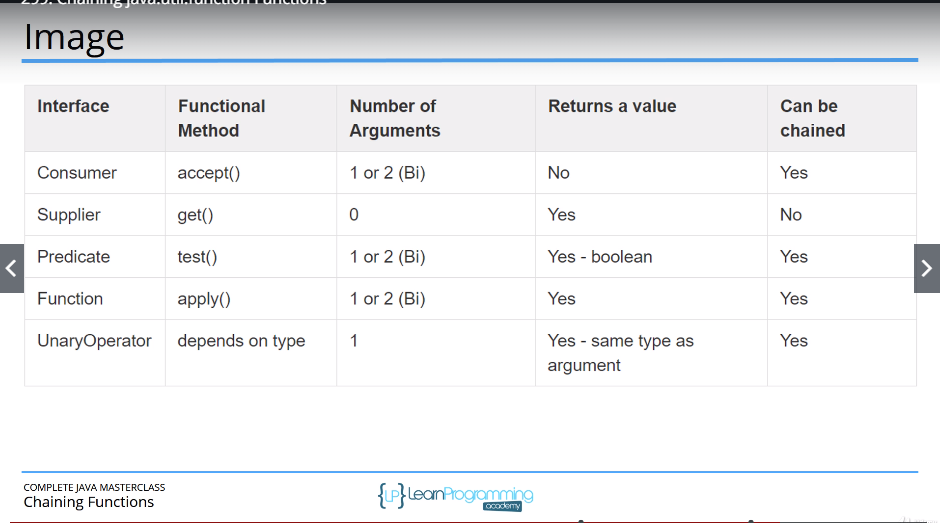 299. Chaining java.util.function Functions
Image
Interface
Functional
Method
Number of
Arguments
Returns a value
Can be
chained
Consumer
accept()
1 or 2 (Bi)
No
Yes
Supplier
get()
0
Yes
No
Predicate
test()
1 or 2 (Bi)
Yes - boolean
Yes
Function
apply()
1 or 2 (Bi)
Yes
Yes
UnaryOperator
depends on type
1
Yes - same type as
argument
Yes
COMPLETE JAVA MASTERCLASS
Chaining Functions
{LP} LearnProgramming
academy